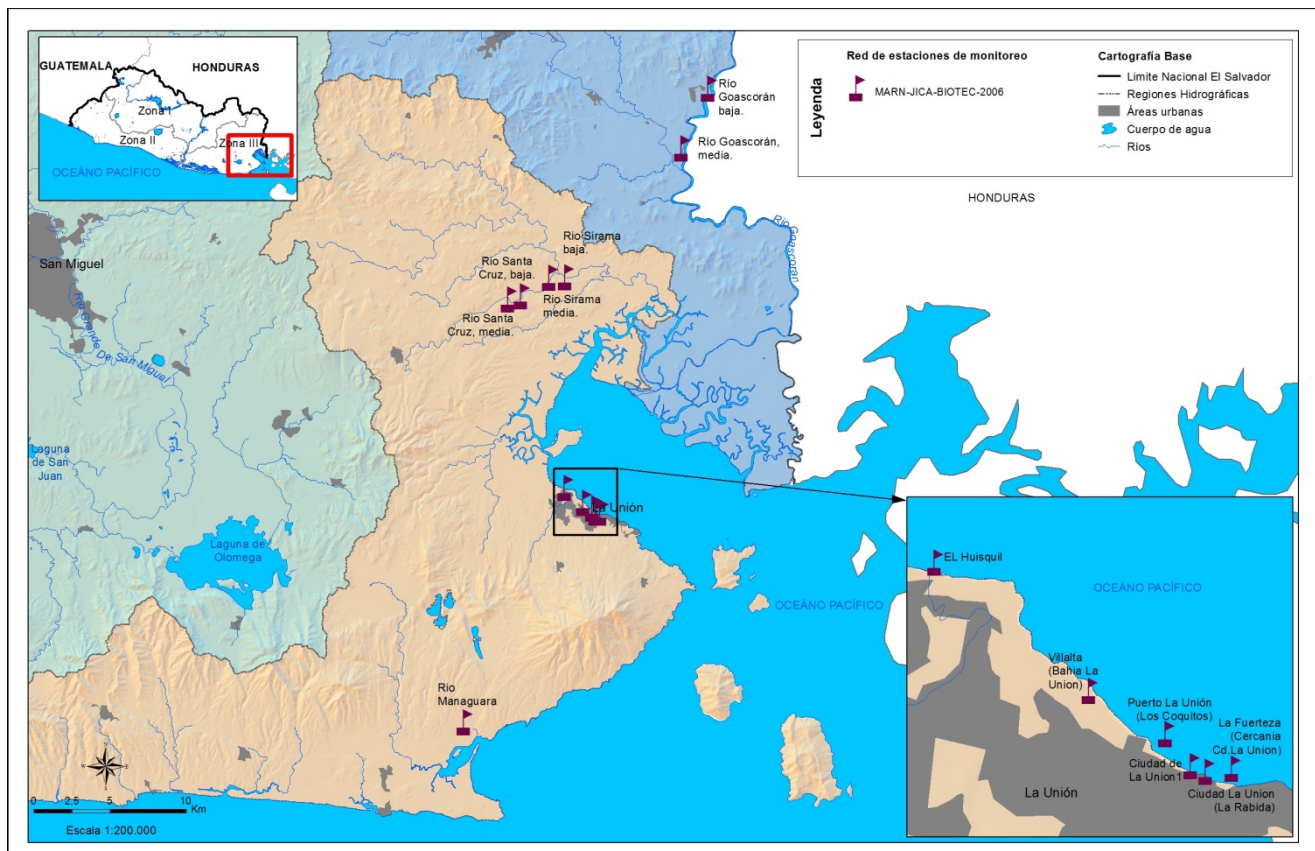 GUATEMALA
HONDURAS
Zona I
Zona II
Zona III
OCEÁNO PACÍFICO
Leyenda
Red de estaciones de monitoreo
MARN-JICA-BIOTEC-2006
Cartografía Base
Limite Nacional El Salvador
Regiones Hidrográficas
Áreas urbanas
Cuerpo de agua
Ríos
Río
Goascorán
baja.
Río Goascorán,
media.
HONDURAS
Río Goascorán
San Miguel
Río Grande De San Miguel
Rio Sirama
baja.
Rio Santa
Cruz, baja.
Rio Sirama
media.
Rio Santa
Cruz, media.
Laguna
de San
Juan
Laguna de
Olomega
La Unión
OCEÁNO PACÍFICO
Rio
Managuara
W
E
S
0
2,5
5
10
Km
Escala 1:200.000
EL Huisquil
OCEÁNO PACÍFICO
Villalta
(Bahia La
Union)
Puerto La Unión
(Los Coquitos)
La Fuerteza
(Cercania
Cd.La Union)
Ciudad de
La Union1
Ciudad La Union
(La Rabida)
La Unión